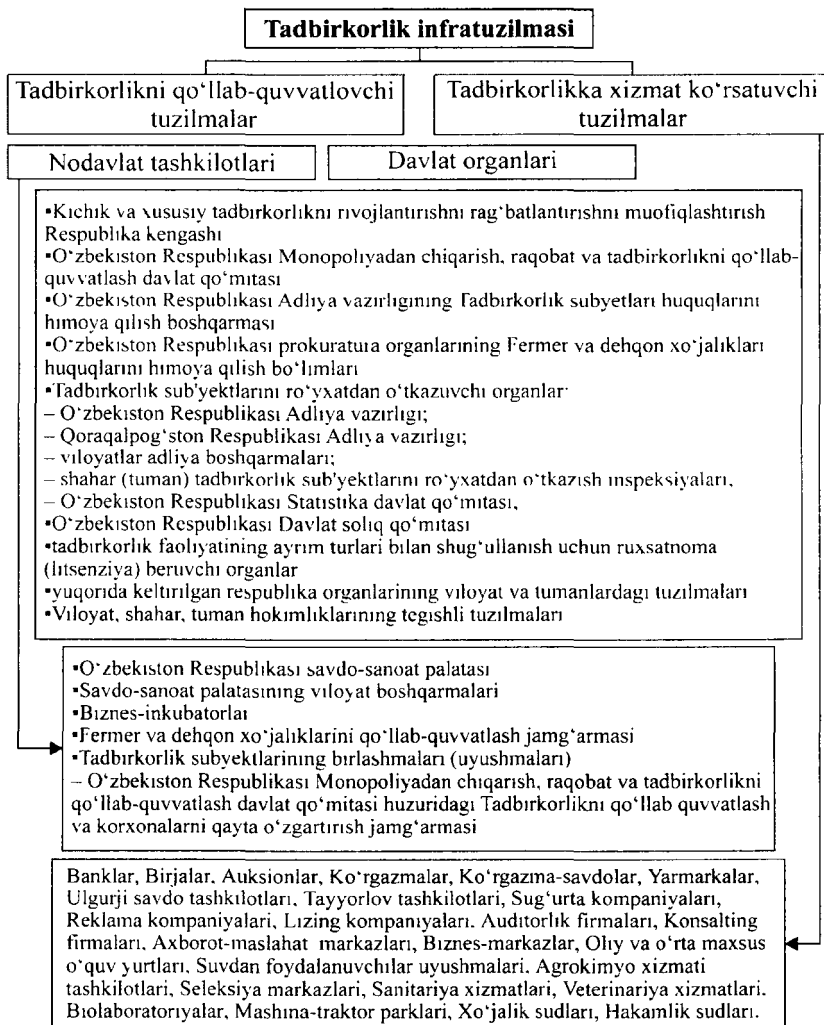 Tadbirkorlik infratuzilmasi
Tadbirkorlikni qo‘llab-quvvatlovchi
tuzilmalar
Tadbirkorlikka xizmat ko‘rsatuvchi
tuzilmalar
Nodavlat tashkilotlari
Davlat organlari
▪Kichik va xususiy tadbirkorlikni rivojlantirishni rag‘batlantirishni muofiqlashtirish
Respublika kengashi
▪O‘zbekiston Respublikasi Monopoliyadan chiqarish, raqobat va tadbirkorlikni qo‘llab-
quvvatlash davlat qo‘mitasi
▪O‘zbekiston Respublikasi Adliya vazirligining Tadbirkorlik subyetlari huquqlarini
himoya qilish boshqarmasi
▪O‘zbekiston Respublikasi prokuratura organlarining Fermer va dehqon xo‘jaliklari
huquqlarini himoya qilish bo‘limlari
▪Tadbirkorlik sub'yektlarini ro‘yxatdan o‘tkazuvchi organlar:
– O‘zbekiston Respublikasi Adliya vazirligi;
– Qoraqalpog‘ston Respublikasi Adliya vazirligi;
– viloyatlar adliya boshqarmalari;
– shahar (tuman) tadbirkorlik sub'yektlarini ro‘yxatdan o‘tkazish inspeksiyalari,
– O‘zbekiston Respublikasi Statistika davlat qo‘mitasi,
▪O‘zbekiston Respublikasi Davlat soliq qo‘mitasi
▪tadbirkorlik faoliyatining ayrim turlari bilan shug‘ullanish uchun ruxsatnoma
(litsenziya) beruvchi organlar
▪yuqorida keltirilgan respublika organlarining viloyat va tumanlardagi tuzilmalari
▪Viloyat, shahar, tuman hokimliklarining tegishli tuzilmalari
▪O‘zbekiston Respublikasi savdo-sanoat palatasi
▪Savdo-sanoat palatasining viloyat boshqarmalari
▪Biznes-inkubatorlar
▪Fermer va dehqon xo‘jaliklarini qo‘llab-quvvatlash jamg‘armasi
▪Tadbirkorlik subyektlarining birlashmalari (uyushmalari)
– O‘zbekiston Respublikasi Monopoliyadan chiqarish, raqobat va tadbirkorlikni
qo‘llab-quvvatlash davlat qo‘mitasi huzuridagi Tadbirkorlikni qo‘llab quvvatlash
va korxonalarni qayta o‘zgartirish jamg‘armasi
Banklar, Birjalar, Auksionlar, Ko‘rgazmalar, Ko‘rgazma-savdolar, Yarmarkalar,
Ulgurji savdo tashkilotlari, Tayyorlov tashkilotlari, Sug‘urta kompaniyalari,
Reklama kompaniyalari, Lizing kompaniyalari. Auditorlik firmalari, Konsalting
firmalari, Axborot-maslahat markazlari, Biznes-markazlar, Oliy va o‘rta maxsus
o‘quv yurtlari, Suvdan foydalanuvchilar uyushmalari. Agrokimyo xizmati
tashkilotlari, Seleksiya markazlari, Sanitariya xizmatlari, Veterinariya xizmatlari.
Biolaboratoriyalar, Mashina-traktor parklari, Xo‘jalik sudlari, Hakamlik sudlari.